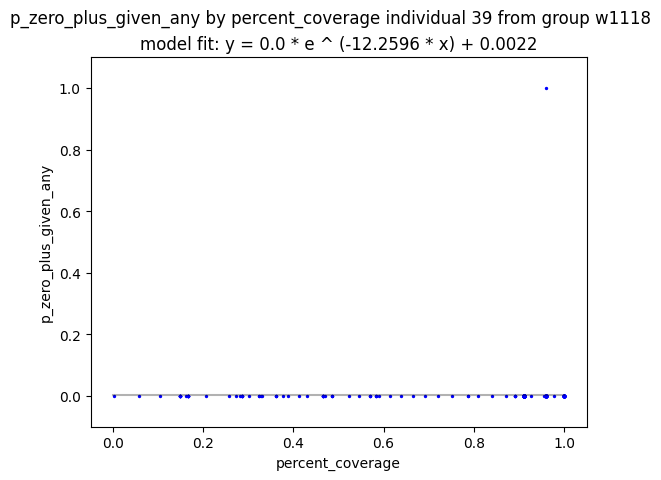 p_zero_plus_given_any by percent_coverage individual 39 from group w1118
model fit: y = 0.0 * e ^ (-12.2596 * x) + 0.0022
1.0
0.8
0.6
0.4
0.2
0.0
p_zero_plus_given_any
0.0 0.2 0.4 0.6 0.8 1.0
percent_coverage